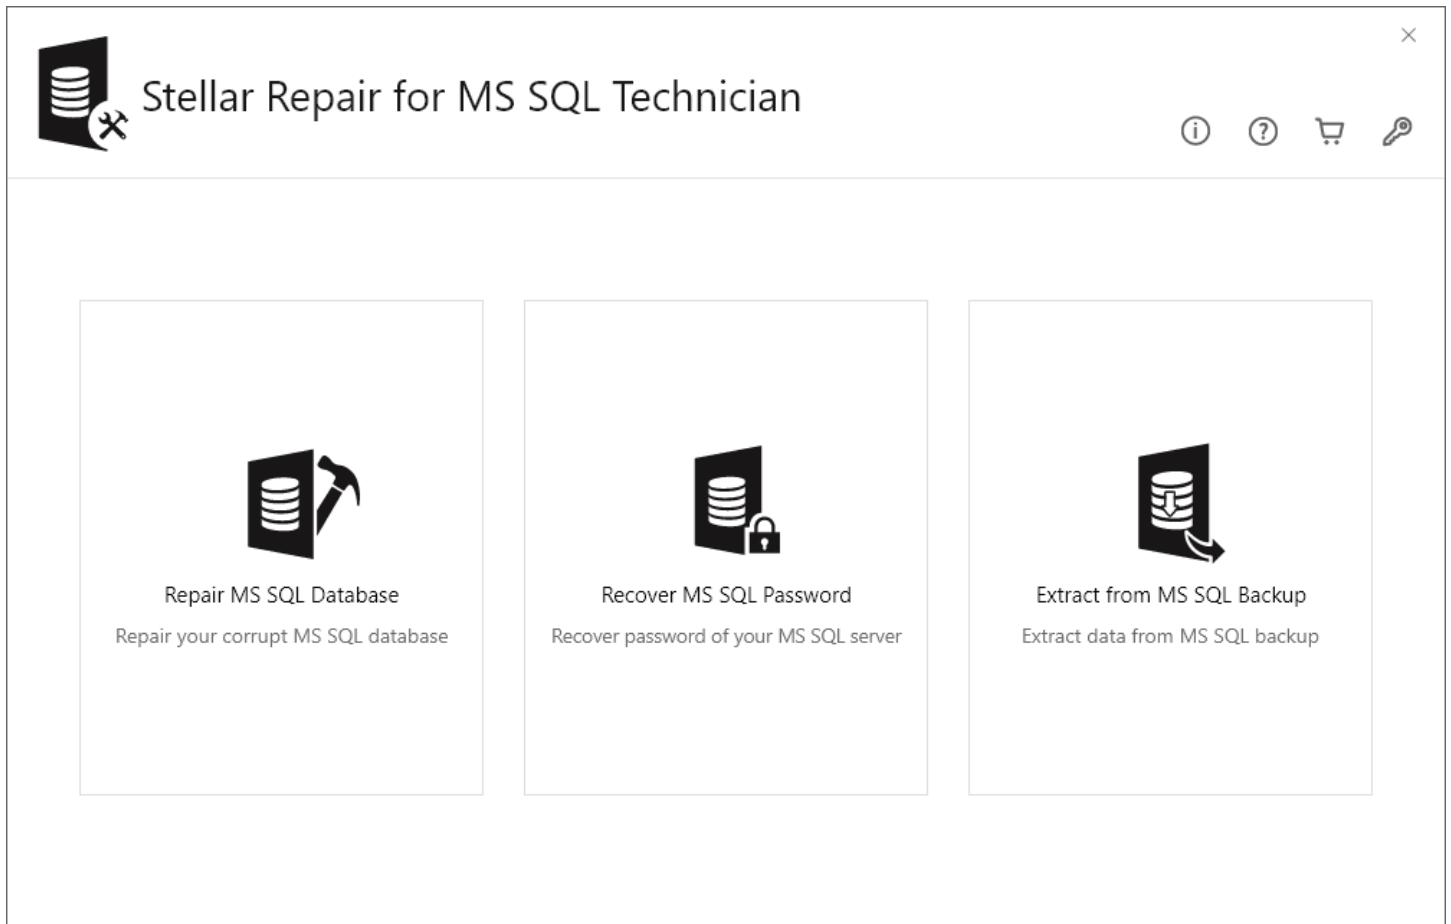 Stellar Repair for MS SQL Technician
Repair MS SQL Database
Repair your corrupt MS SQL database
Recover MS SQL Password
Recover password of your MS SQL server
Extract from MS SQL Backup
Extract data from MS SQL backup